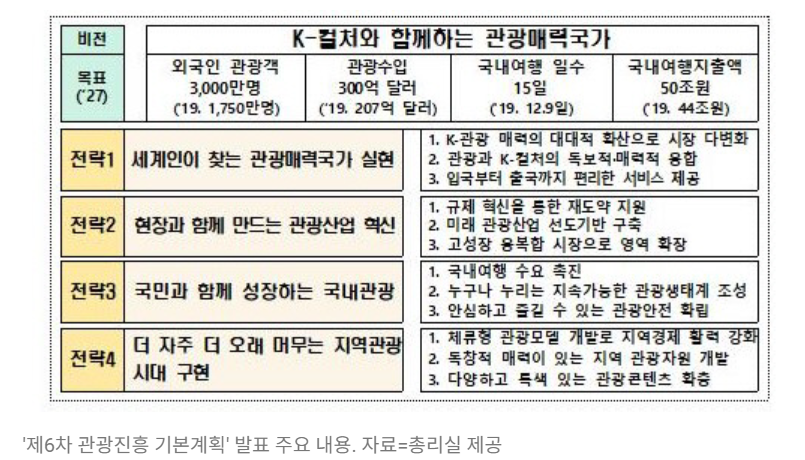 비전
K-컬처와 함께하는 관광매력국가
목표
('27)
외국인 관광객
3,000만명
('19. 1,750만명)
관광수입
300억 달러
('19. 207억 달러)
국내여행 일수
15일
('19. 12.9일)
국내여행지출액
50조원
('19. 44조원)
전략1
세계인이 찾는 관광매력국가 실현
1. K-관광 매력의 대대적 확산으로 시장 다변화
2. 관광과 K-컬처의 독보적·매력적 융합
3. 입국부터 출국까지 편리한 서비스 제공
전략2
현장과 함께 만드는 관광산업 혁신
1. 규제 혁신을 통한 재도약 지원
2. 미래 관광산업 선도기반 구축
3. 고성장 융복합 시장으로 영역 확장
전략3
국민과 함께 성장하는 국내관광
1. 국내여행 수요 촉진
2. 누구나 누리는 지속가능한 관광생태계 조성
3. 안심하고 즐길 수 있는 관광안전 확립
전략4
더 자주 더 오래 머무는 지역관광
시대 구현
1. 체류형 관광모델 개발로 지역경제 활력 강화
2. 독창적 매력이 있는 지역 관광자원 개발
3. 다양하고 특색 있는 관광콘텐츠 확충
'제6차 관광진흥 기본계획' 발표 주요 내용. 자료=총리실 제공